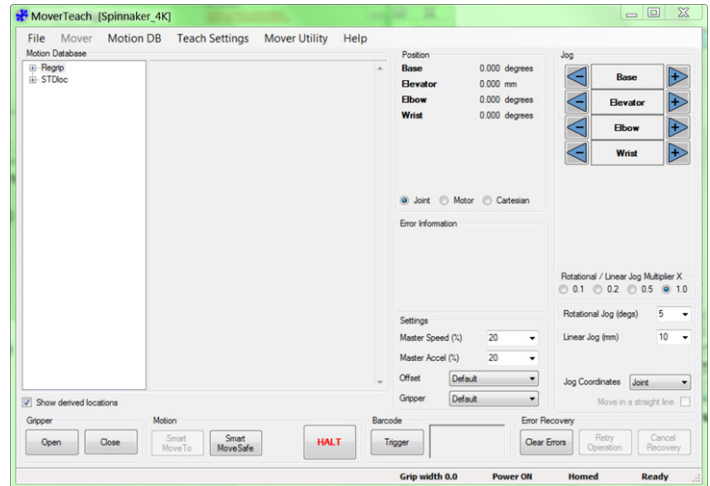 MoverTeach [Spinnaker_4K]
File Mover Motion DB Teach Settings Mover Utility Help
Motion Database
Regrip
STDloc
Position
Base 0.000 degrees
Elevator 0.000 mm
Elbow 0.000 degrees
Wrist 0.000 degrees
Joint Motor Cartesian
Error Information
Settings
Master Speed (%) 20
Master Accel (%) 20
Offset Default
Gripper Default
Jog
Base
Elevator
Elbow
Wrist
Rotational / Linear Jog Multiplier X
0.1 0.2 0.5 1.0
Rotational Jog (degs) 5
Linear Jog (mm) 10
Jog Coordinates Joint
Move in a straight line
Show derived locations
Gripper
Open Close
Motion
Smart MoveTo
Smart MoveSafe
HALT
Barcode
Trigger
Error Recovery
Clear Errors
Retry Operation
Cancel Recovery
Grip width 0.0 Power ON Homed Ready